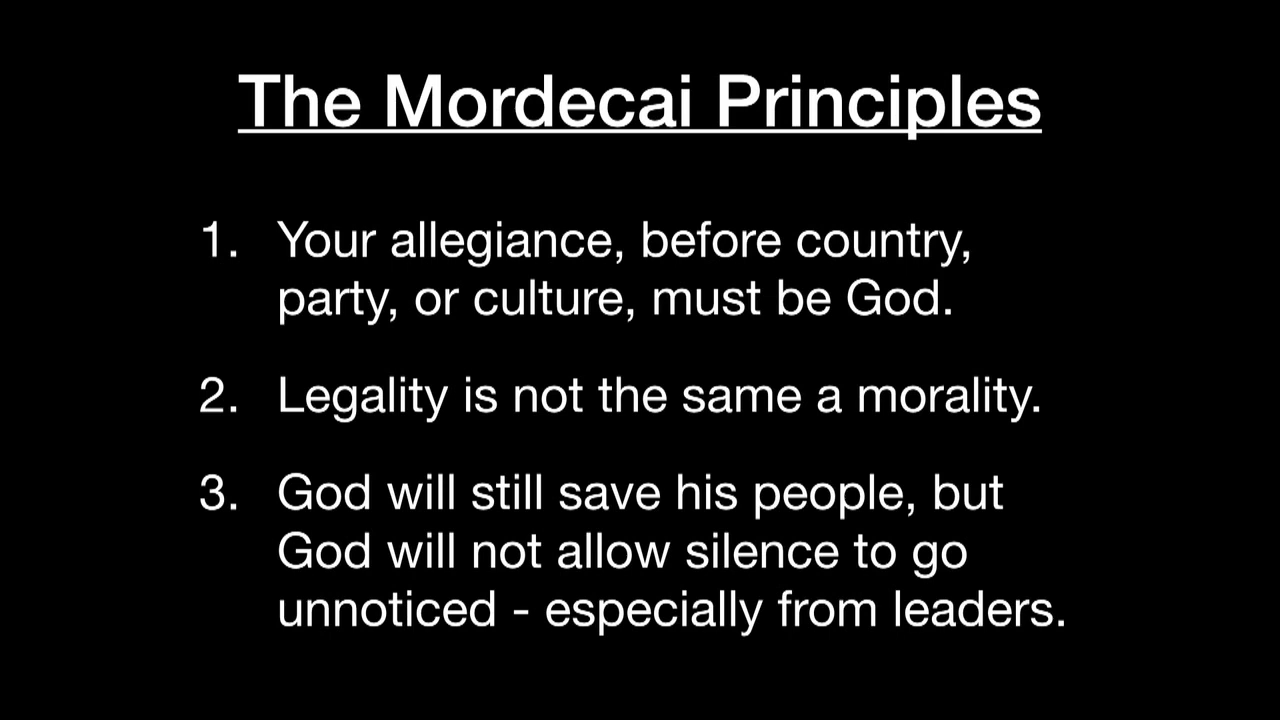 The Mordecai Principles
1. Your allegiance, before country,
party, or culture, must be God.
2. Legality is not the same a morality.
3. God will still save his people, but
God will not allow silence to go
unnoticed - especially from leaders.